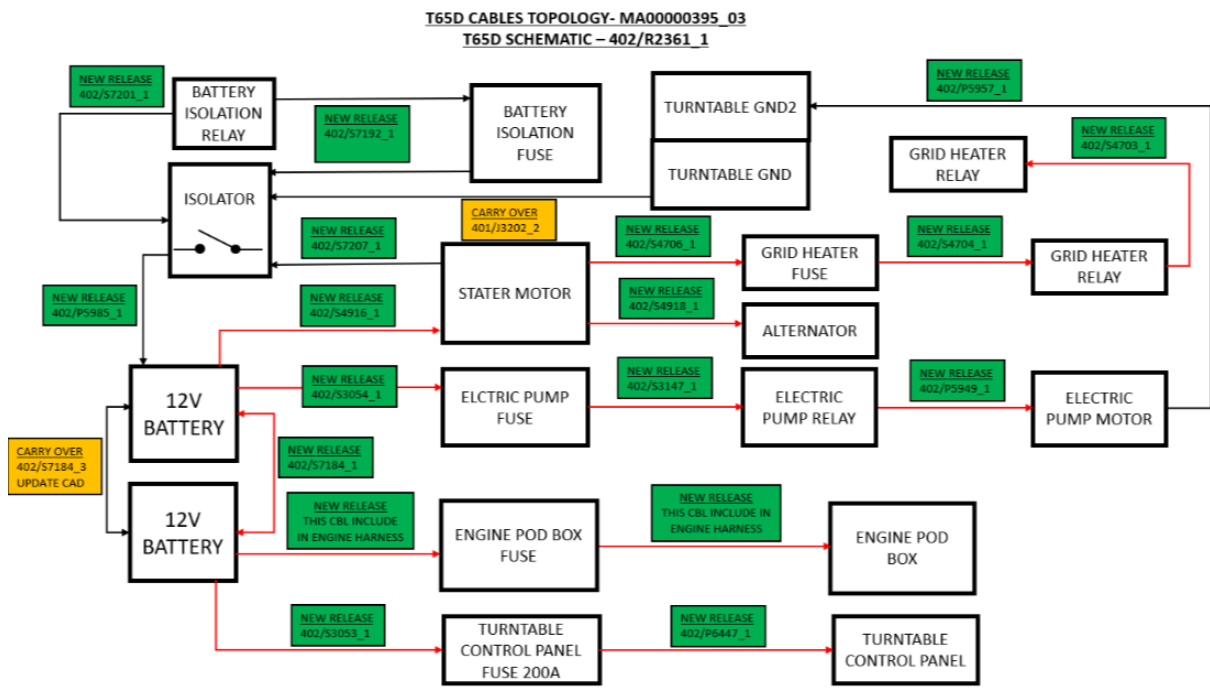 T65D CABLES TOPOLOGY- MA00000395_03
T65D SCHEMATIC – 402/R2361_1
NEW RELEASE
402/S7201_1
BATTERY
ISOLATION
RELAY
NEW RELEASE
402/S7192_1
BATTERY
ISOLATION
FUSE
TURNTABLE GND2
TURNTABLE GND
NEW RELEASE
402/P5957_1
NEW RELEASE
402/S4703_1
GRID HEATER
RELAY
ISOLATOR
NEW RELEASE
402/S7207_1
CARRY OVER
401/J3202_2
STATER MOTOR
NEW RELEASE
402/S4706_1
GRID HEATER
FUSE
NEW RELEASE
402/S4704_1
GRID HEATER
RELAY
NEW RELEASE
402/P5985_1
NEW RELEASE
402/S4916_1
NEW RELEASE
402/S4918_1
ALTERNATOR
12V
BATTERY
NEW RELEASE
402/S3054_1
ELCTRIC PUMP
FUSE
NEW RELEASE
402/S3147_1
ELECTRIC
PUMP RELAY
NEW RELEASE
402/P5949_1
ELECTRIC
PUMP MOTOR
CARRY OVER
402/S7184_3
UPDATE CAD
NEW RELEASE
402/S7184_1
12V
BATTERY
NEW RELEASE
THIS CBL INCLUDE
IN ENGINE HARNESS
ENGINE POD BOX
FUSE
NEW RELEASE
THIS CBL INCLUDE
IN ENGINE HARNESS
ENGINE POD
BOX
NEW RELEASE
402/S3053_1
TURNTABLE
CONTROL PANEL
FUSE 200A
NEW RELEASE
402/P6447_1
TURNTABLE
CONTROL PANEL